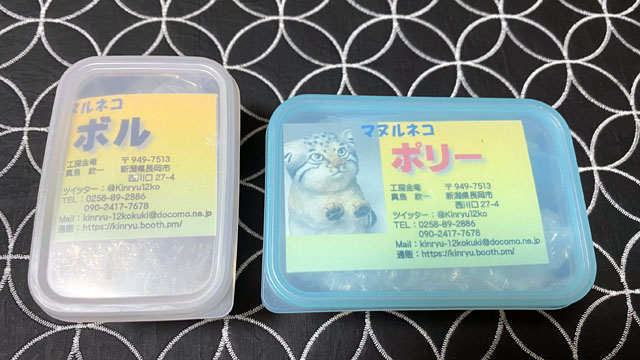 マヌルネコ
ボル
工房金竜
〒949-7513
真島 欽一
新潟県長岡市
西川口 27-4
ツイッター:@Kinryu12ko
TEL:0258-89-2886
090-2417-7678
Mail:kinryu-12kokuki@docomo.ne.jp
通販:https://kinryu.booth.pm/
マヌルネコ
ポリー
工房金竜
〒949-7513
真島 欽一
新潟県長岡市
西川口 27-4
ツイッター:@Kinryu12ko
TEL:0258-89-2886
090-2417-7678
Mail:kinryu-12kokuki@docomo.ne.jp
通販:https://kinryu.booth.pm/